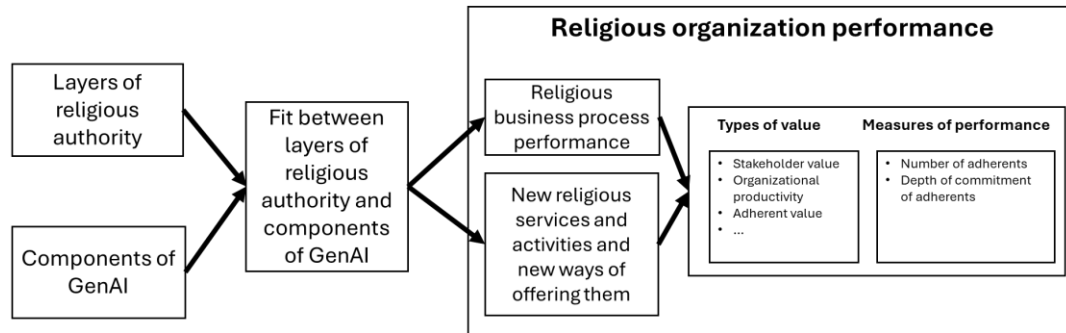 Religious organization performance
Layers of
religious
authority
Components of
GenAI
Fit between
layers of
religious
authority and
components
of GenAI
Religious
business process
performance
New religious
services and
activities and
new ways of
offering them
Types of value
• Stakeholder value
• Organizational
productivity
• Adherent value
• ...
Measures of performance
• Number of adherents
• Depth of commitment
of adherents